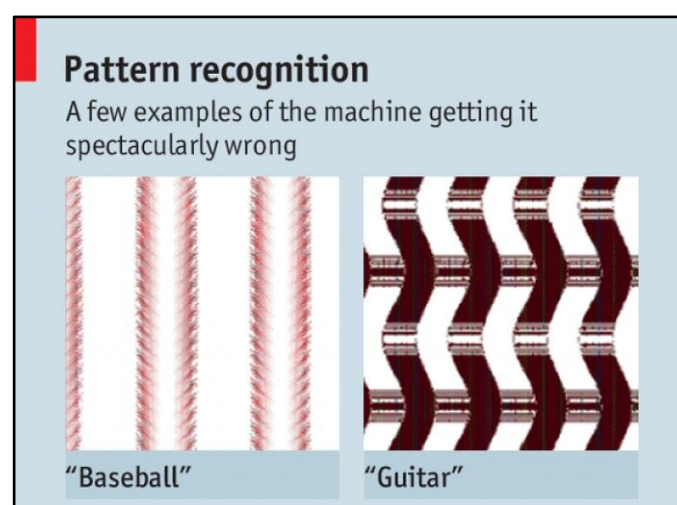 Pattern recognition
A few examples of the machine getting it
spectacularly wrong
“Baseball”
“Guitar”